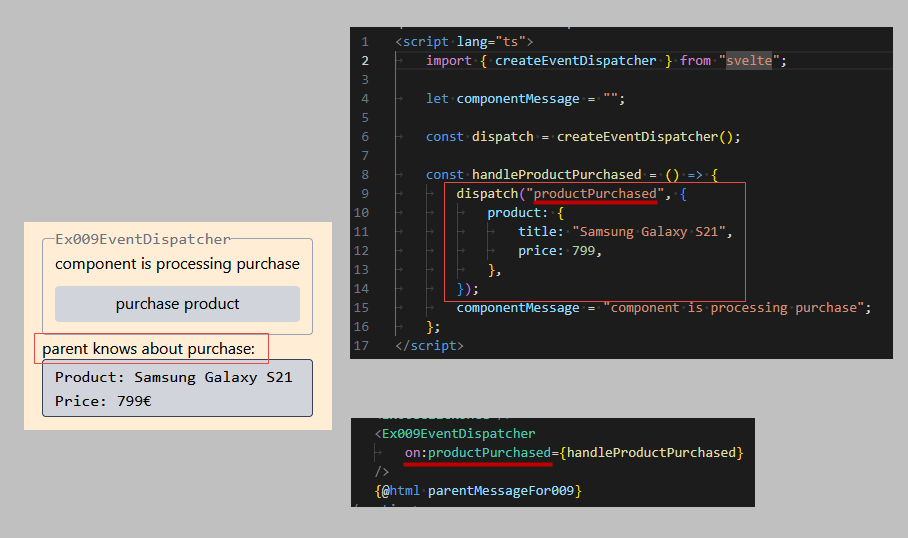 Ex009EventDispatcher
component is processing purchase
purchase product
parent knows about purchase:
Product: Samsung Galaxy S21
Price: 799€
1 <script lang="ts">
2 import { createEventDispatcher } from "svelte";
3
4 let componentMessage = "";
5
6 const dispatch = createEventDispatcher();
7
8 const handleProductPurchased = () => {
9 dispatch("productPurchased", {
10 product: {
11 title: "Samsung Galaxy S21",
12 price: 799,
13 },
14 });
15 componentMessage = "component is processing purchase";
16 };
17 </script>
<Ex009EventDispatcher
on:productPurchased={handleProductPurchased}
/>
{@html parentMessageFor009}